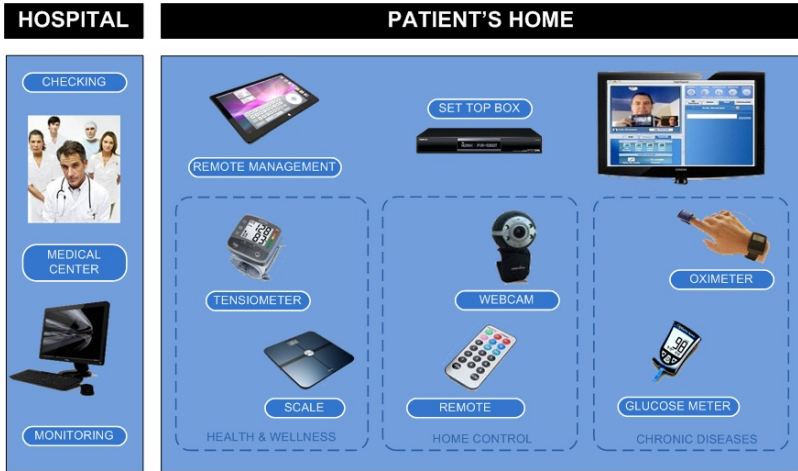 HOSPITAL
PATIENT'S HOME
CHECKING
MEDICAL
CENTER
MONITORING
REMOTE MANAGEMENT
SET TOP BOX
TENSIOMETER
SCALE
HEALTH & WELLNESS
WEBCAM
REMOTE
HOME CONTROL
OXIMETER
98
GLUCOSE METER
CHRONIC DISEASES